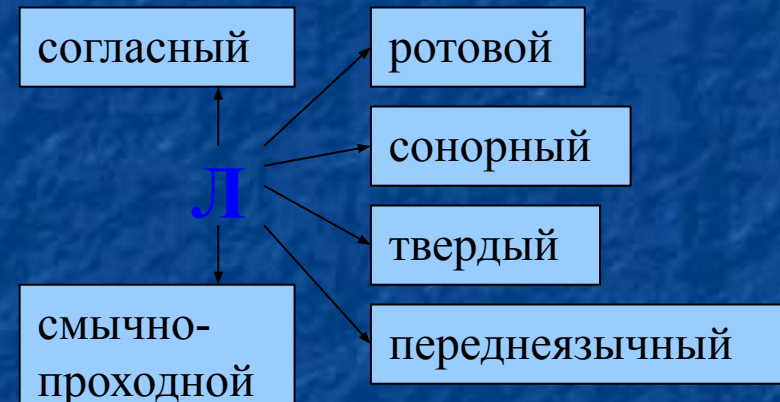 согласный
ротовой
сонорный
Л
твердый
смычно-
проходной
переднеязычный